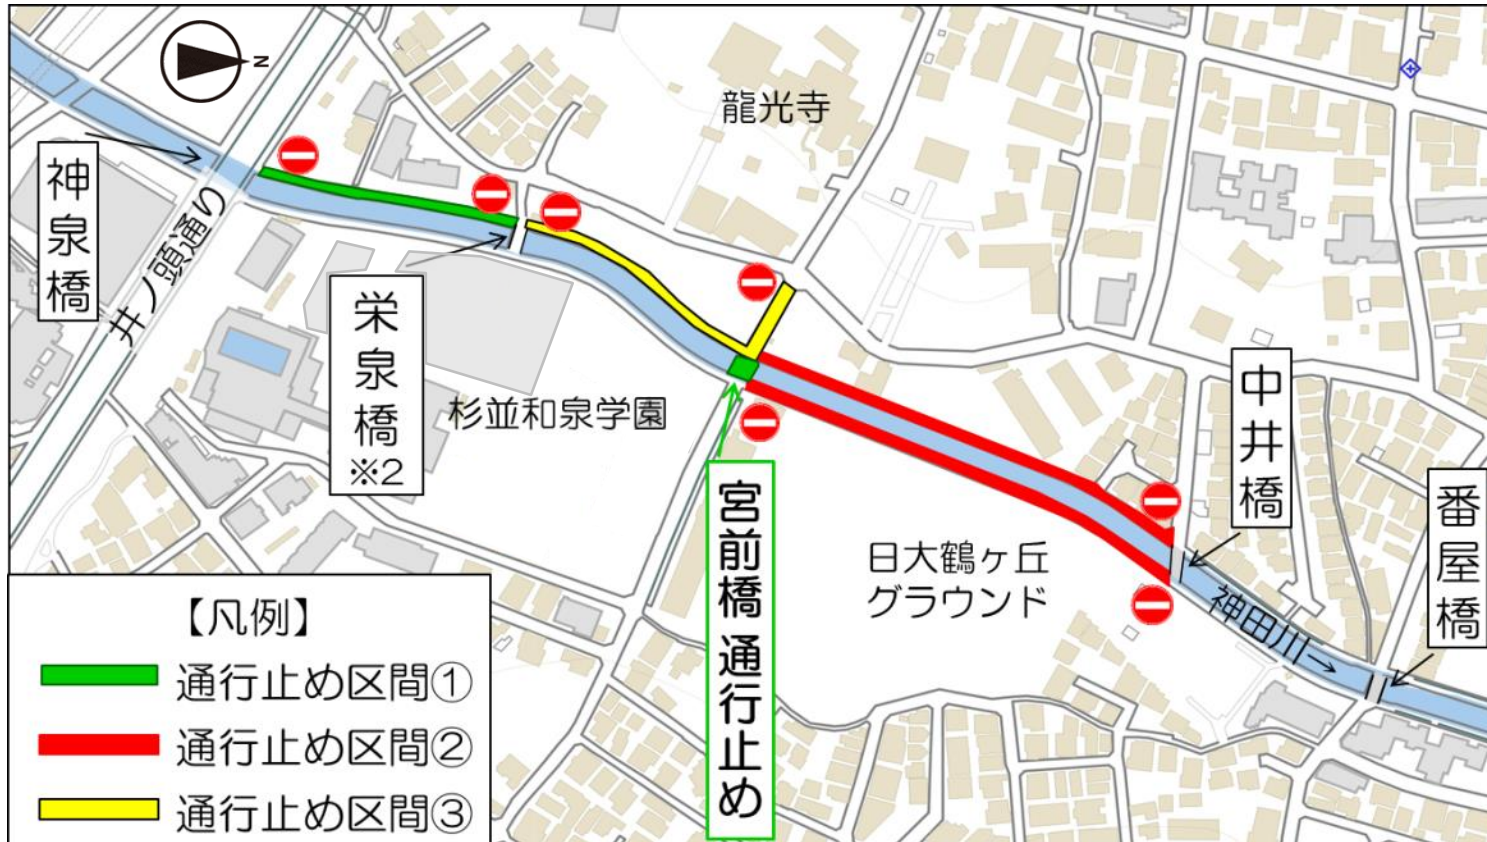 N
龍光寺
神泉橋
井ノ頭通り
栄泉橋
※2
杉並和泉学園
宮前橋 通行止め
日大鶴ヶ丘
グラウンド
中井橋
番屋橋
神田川→
【凡例】
通行止め区間①
通行止め区間②
通行止め区間③